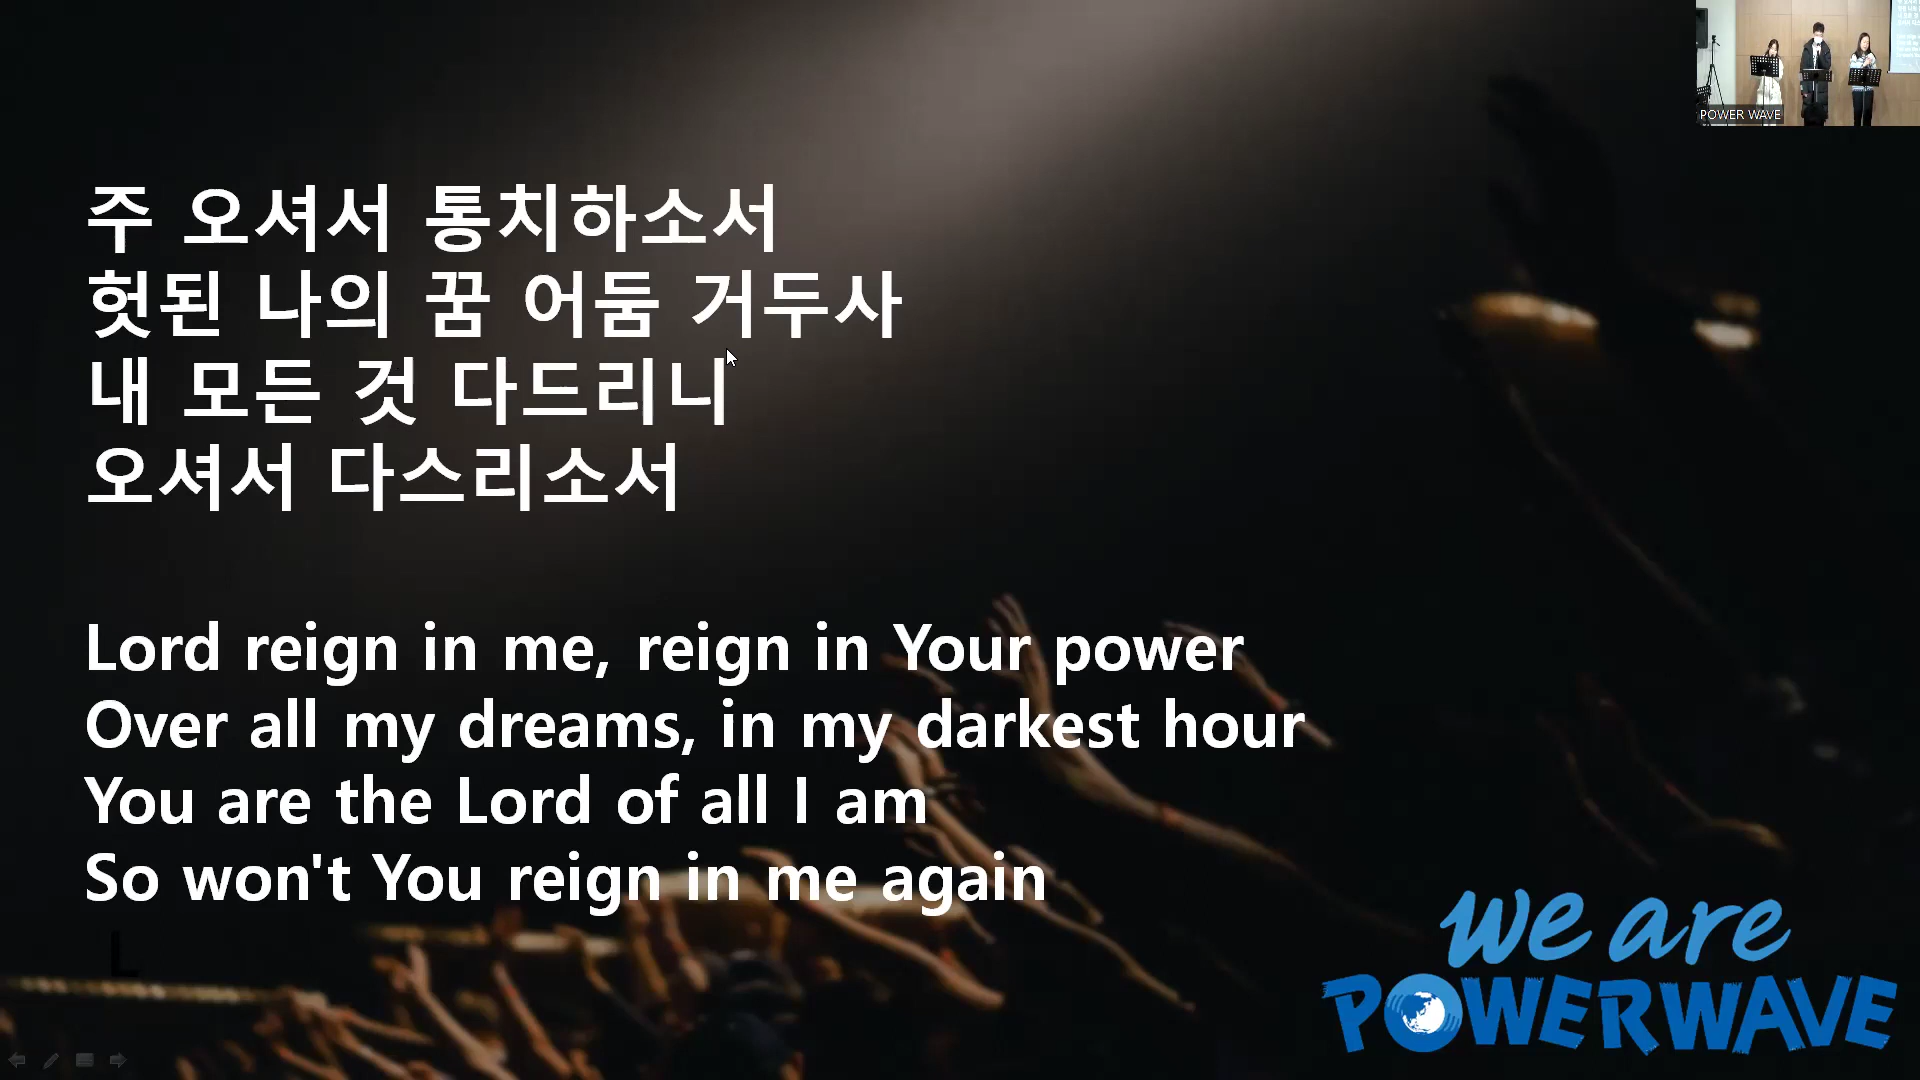 POWER WAVE
주 오셔서 통치하소서
헛된 나의 꿈 어둠 거두사
내 모든 것 다드리니
오셔서 다스리소서
Lord reign in me, reign in Your power
Over all my dreams, in my darkest hour
You are the Lord of all I am
So won't You reign in me again
L
we are
POWERWAVE